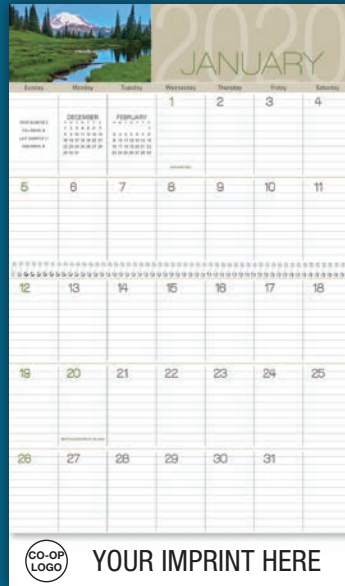 2020
JANUARY
Sunday Monday Tuesday Wednesday Thursday Friday Saturday
1 2 3 4
DECEMBER FEBRUARY
5 6 7 8 9 10 11
12 13 14 15 16 17 18
19 20 21 22 23 24 25
26 27 28 29 30 31
CO-OP
LOGO
YOUR IMPRINT HERE